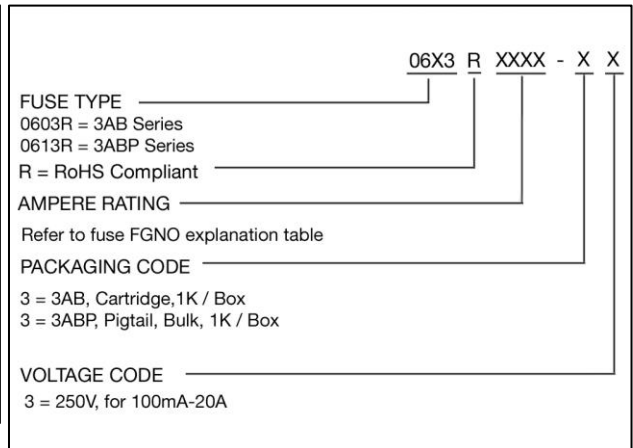 06X3 R XXXX - X X
FUSE TYPE
0603R = 3AB Series
0613R = 3ABP Series
R = RoHS Compliant
AMPERE RATING
Refer to fuse FGNO explanation table
PACKAGING CODE
3 = 3AB, Cartridge,1K / Box
3 = 3ABP, Pigtail, Bulk, 1K / Box
VOLTAGE CODE
3 = 250V, for 100mA-20A